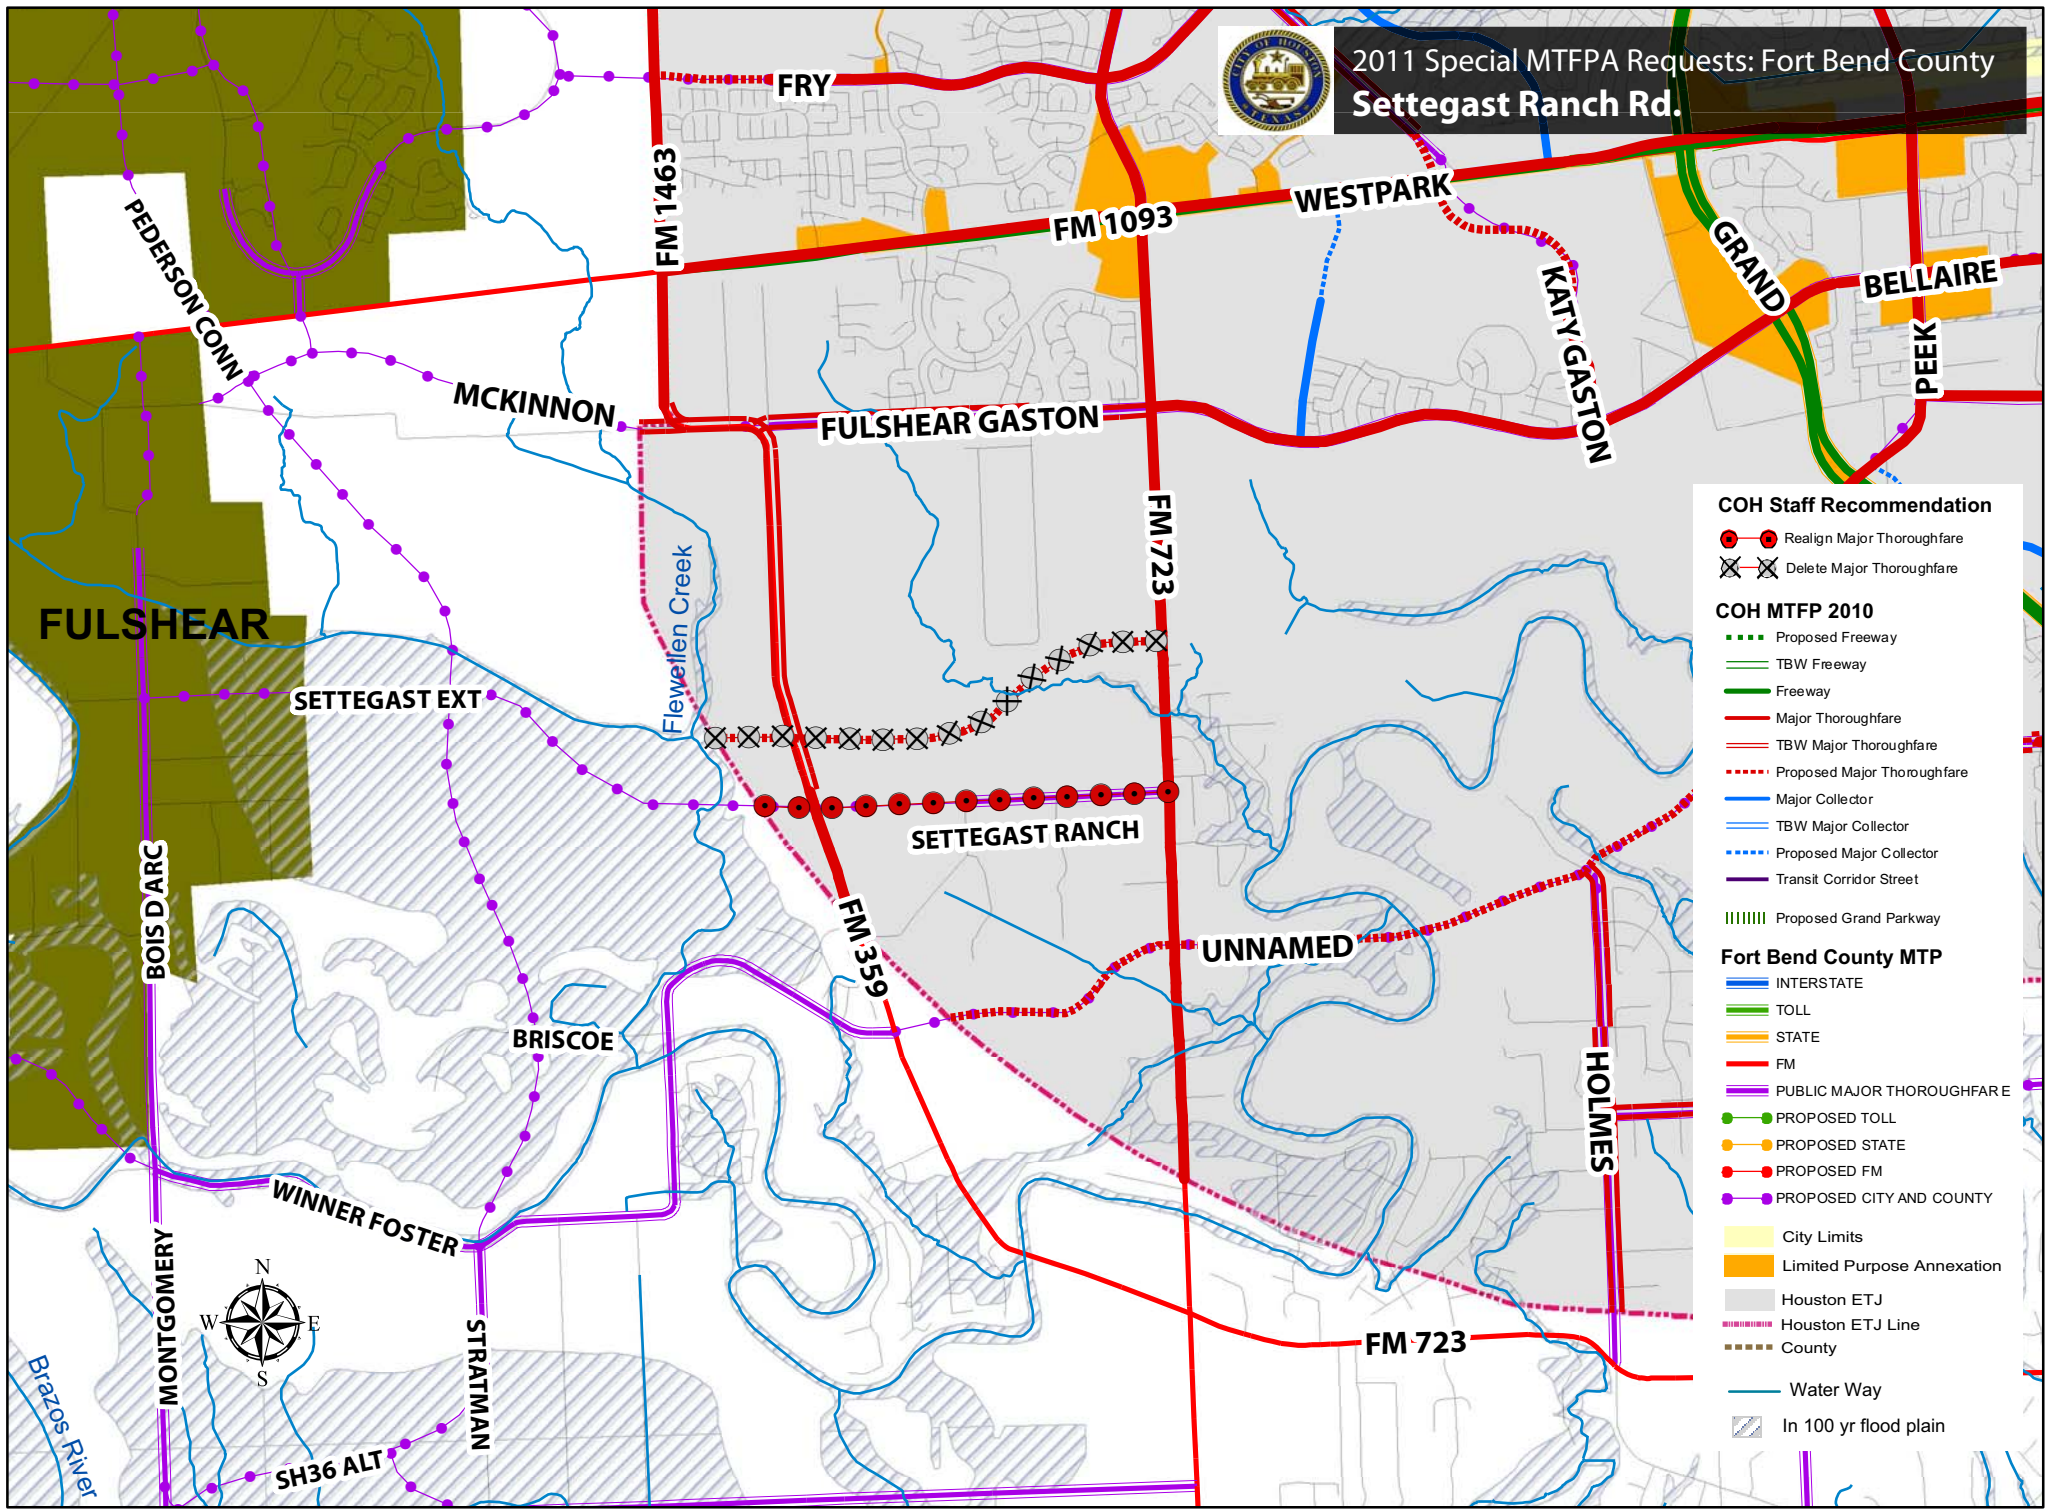 2011 Special MTFPA Requests: Fort Bend County
Settegast Ranch Rd.
CITY OF HOUSTON
TEXAS
FRY
FM 1463
PEDERSON CONN
FM 1093
WESTPARK
GRAND
KATY GASTON
BELLAIRE
PEEK
MCKINNON
FULSHEAR GASTON
FM 723
FULSHEAR
Flewellen Creek
SETTEGAST EXT
SETTEGAST RANCH
BOIS D ARC
FM 359
UNNAMED
BRISCOE
HOLMES
WINNER FOSTER
MONTGOMERY
STRATMAN
FM 723
SH36 ALT
Brazos River
N
W
E
S
COH Staff Recommendation
Realign Major Thoroughfare
Delete Major Thoroughfare
COH MTFP 2010
Proposed Freeway
TBW Freeway
Freeway
Major Thoroughfare
TBW Major Thoroughfare
Proposed Major Thoroughfare
Major Collector
TBW Major Collector
Proposed Major Collector
Transit Corridor Street
Proposed Grand Parkway
Fort Bend County MTP
INTERSTATE
TOLL
STATE
FM
PUBLIC MAJOR THOROUGHFARE
PROPOSED TOLL
PROPOSED STATE
PROPOSED FM
PROPOSED CITY AND COUNTY
City Limits
Limited Purpose Annexation
Houston ETJ
Houston ETJ Line
County
Water Way
In 100 yr flood plain